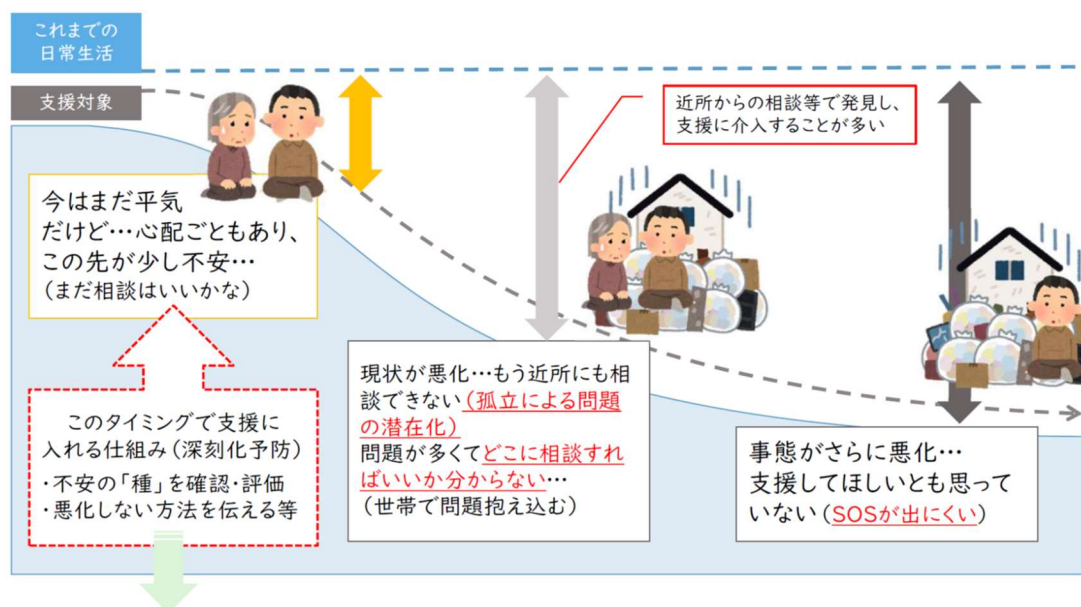 これまでの
日常生活
支援対象
近所からの相談等で発見し、
支援に介入することが多い
今はまだ平気
だけど…心配ごともあり、
この先が少し不安…
（まだ相談はいいかな）
このタイミングで支援に
入れる仕組み（深刻化予防）
・不安の「種」を確認・評価
・悪化しない方法を伝える等
現状が悪化…もう近所にも相
談できない（孤立による問題
の潜在化）
問題が多くてどこに相談すれ
ばいいか分からない…
（世帯で問題抱え込む）
事態がさらに悪化…
支援してほしいとも思って
いない（SOSが出にくい）